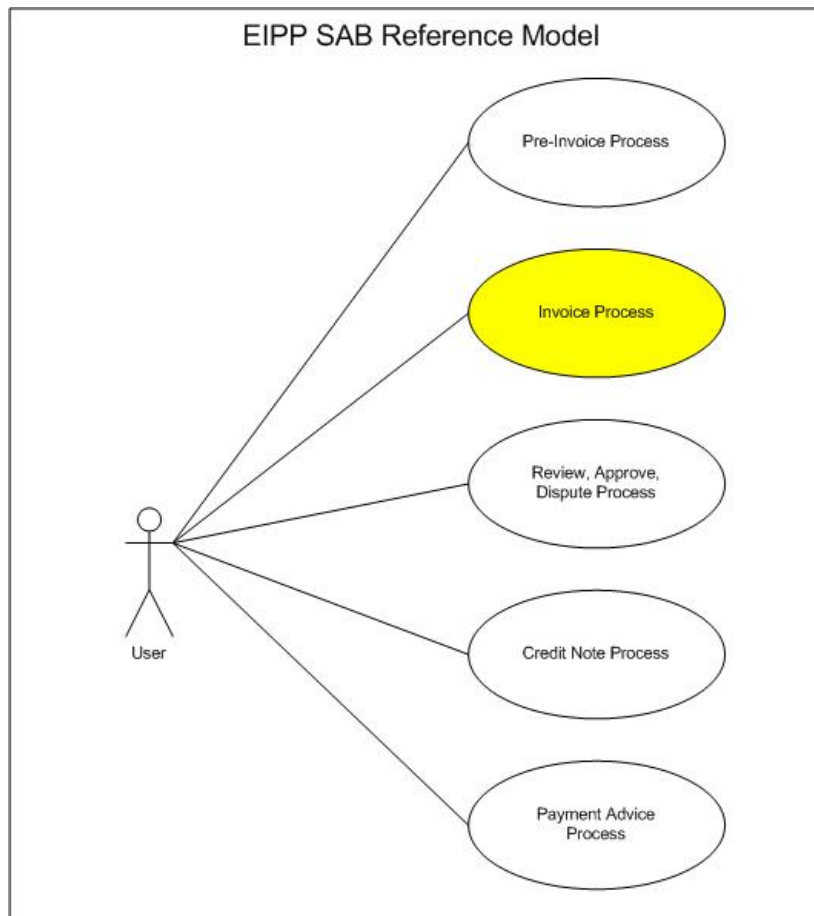 EIPP SAB Reference Model
Pre-Invoice Process
Invoice Process
Review, Approve,
Dispute Process
User
Credit Note Process
Payment Advice
Process